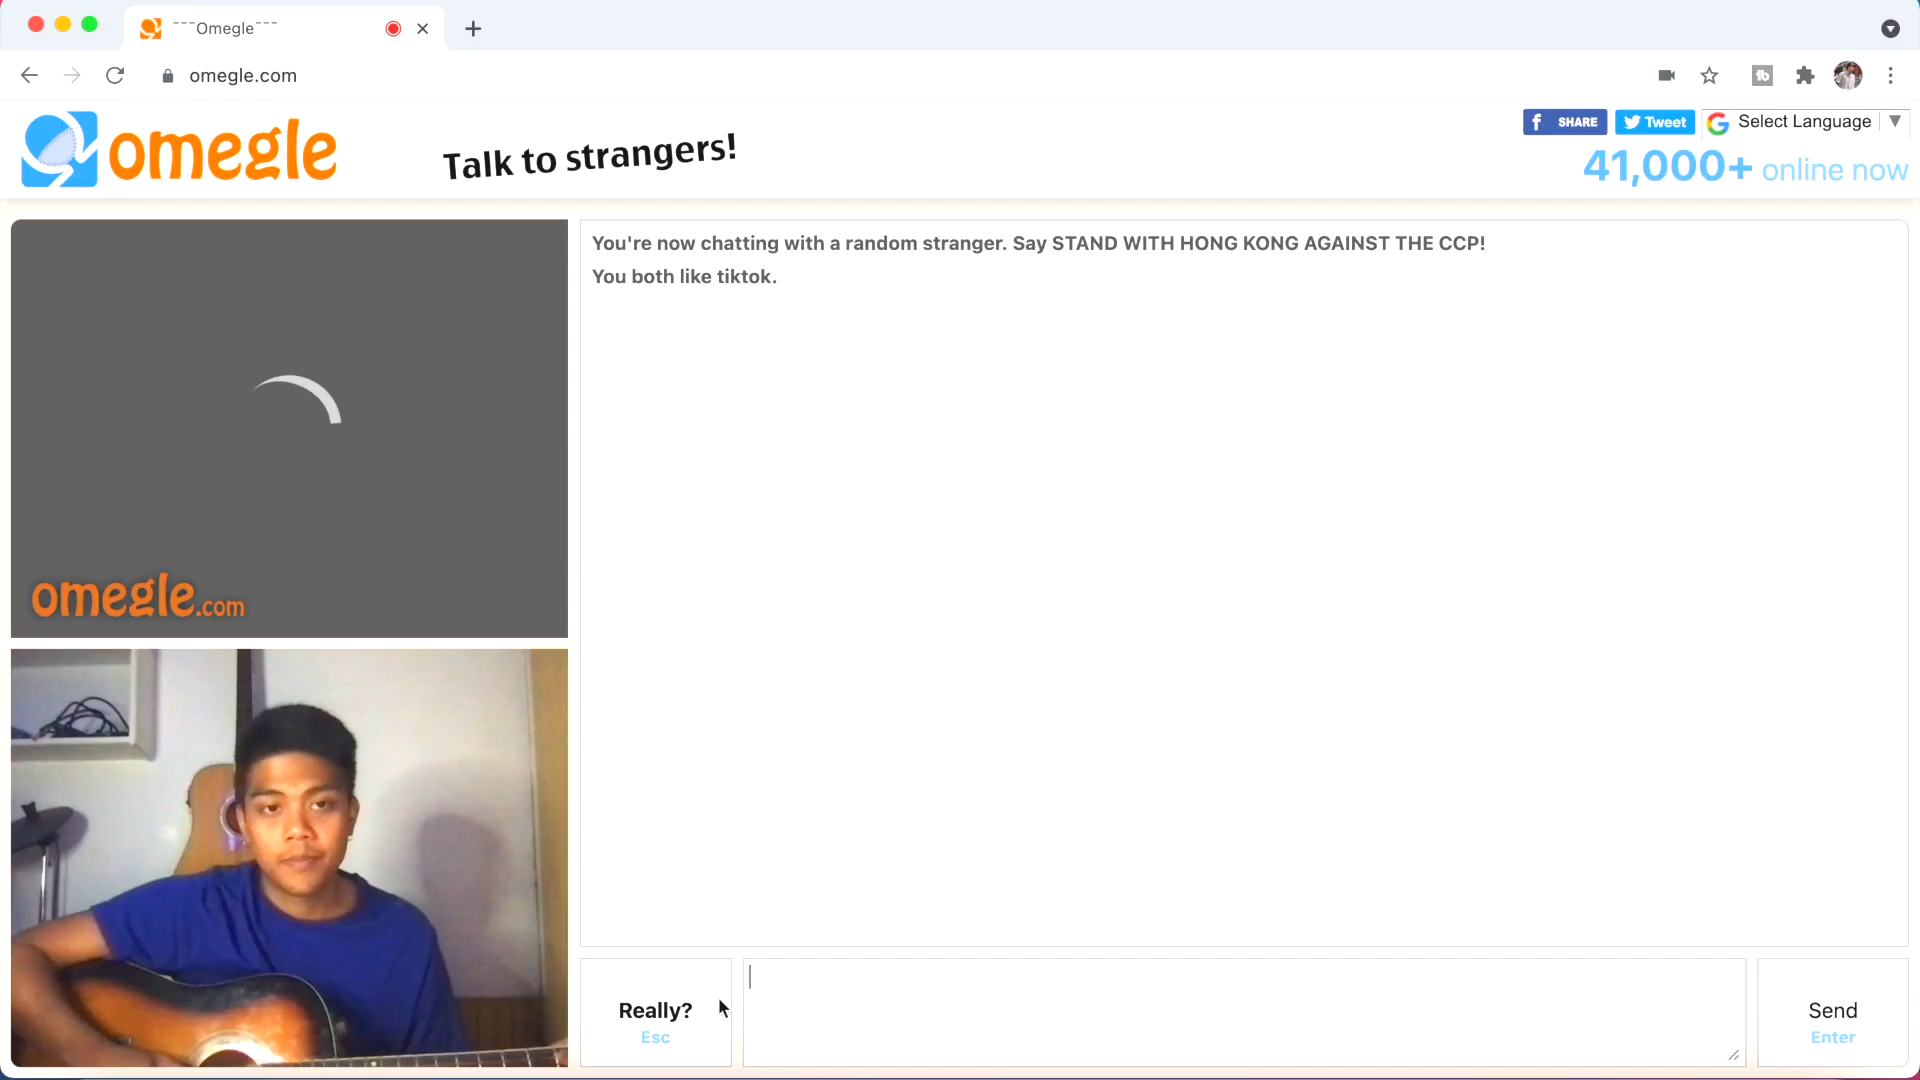 Omegle
omegle.com
omegle
Talk to strangers!
SHARE
Tweet
Select Language
41,000+ online now
You're now chatting with a random stranger. Say STAND WITH HONG KONG AGAINST THE CCP!
You both like tiktok.
omegle.com
Really?
Esc
Send
Enter